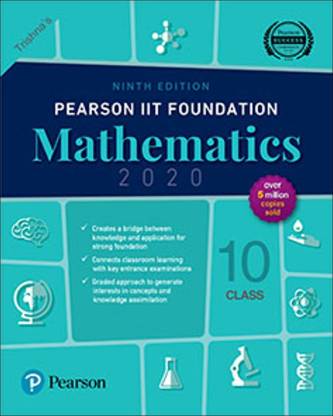 Trishna's
Pearson
SUCCESS
NINTH EDITION
PEARSON IIT FOUNDATION
Mathematics
2020
over
5 million
copies
sold
Creates a bridge between
knowledge and application for
strong foundation
Connects classroom learning with
key entrance examinations
Graded approach to generate
interests in concepts and
knowledge assimilation
10
CLASS
Pearson